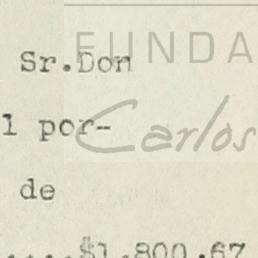 FUNDA
Sr.Don
l por-
Carlos
de
....$1.800.67